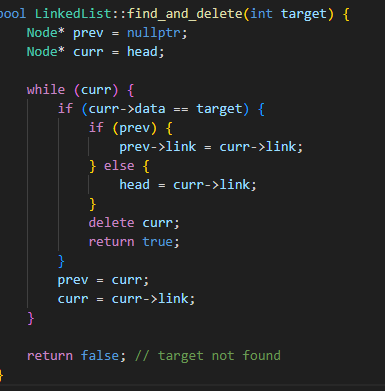 bool LinkedList::find_and_delete(int target) {
    Node* prev = nullptr;
    Node* curr = head;

    while (curr) {
        if (curr->data == target) {
            if (prev) {
                prev->link = curr->link;
            } else {
                head = curr->link;
            }
            delete curr;
            return true;
        }
        prev = curr;
        curr = curr->link;
    }

    return false; // target not found
}